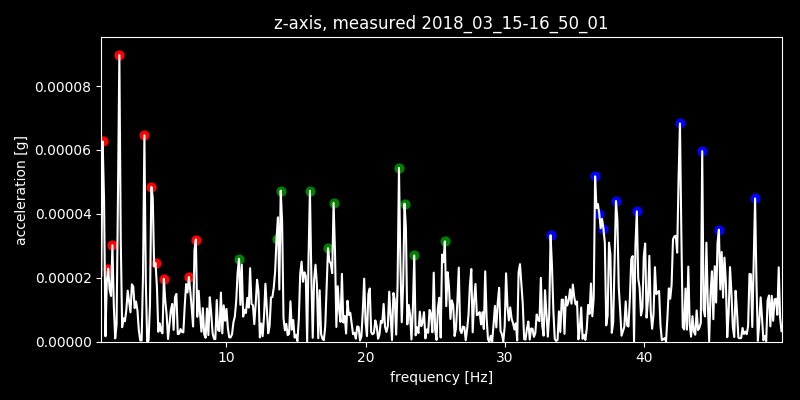 z-axis, measured 2018_03_15-16_50_01
0.00008
0.00006
0.00004
0.00002
0.00000
acceleration [g]
10 20 30 40
frequency [Hz]